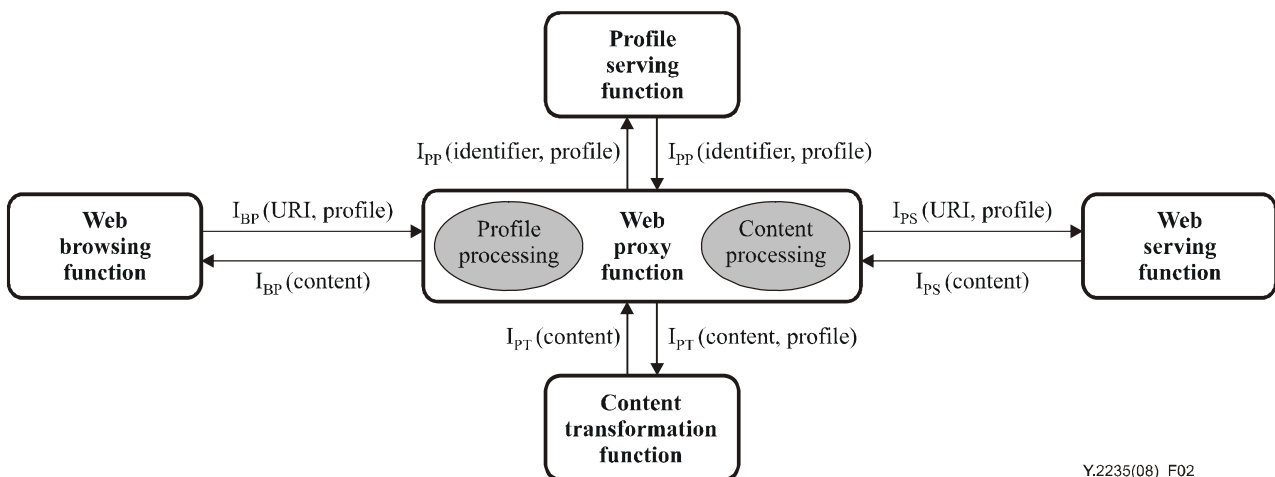 Profile
serving
function
I_PP (identifier, profile) I_PP (identifier, profile)
Web
browsing
function
I_BP (URI, profile)
I_BP (content)
Profile
processing
Web
proxy
function
Content
processing
I_PS (URI, profile)
I_PS (content)
Web
serving
function
I_PT (content) I_PT (content, profile)
Content
transformation
function
Y.2235(08)_F02